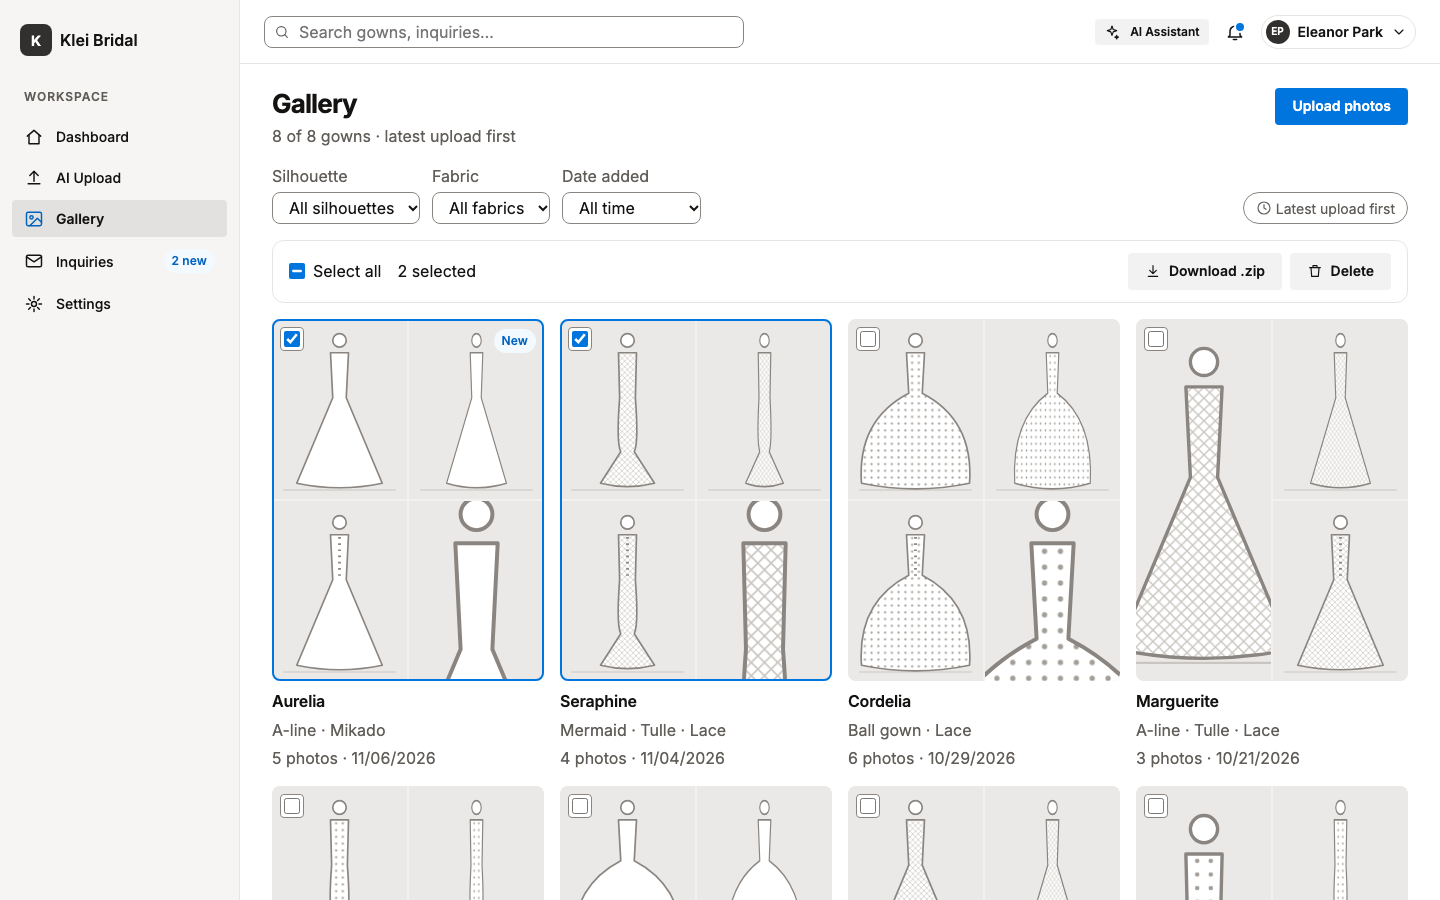 K Klei Bridal
Search gowns, inquiries...
AI Assistant
EP Eleanor Park
WORKSPACE
Dashboard
AI Upload
Gallery
Inquiries 2 new
Settings
Gallery
8 of 8 gowns · latest upload first
Upload photos
Silhouette Fabric Date added
All silhouettes All fabrics All time
Latest upload first
Select all 2 selected
Download .zip Delete
New
Aurelia
A-line · Mikado
5 photos · 11/06/2026
Seraphine
Mermaid · Tulle · Lace
4 photos · 11/04/2026
Cordelia
Ball gown · Lace
6 photos · 10/29/2026
Marguerite
A-line · Tulle · Lace
3 photos · 10/21/2026